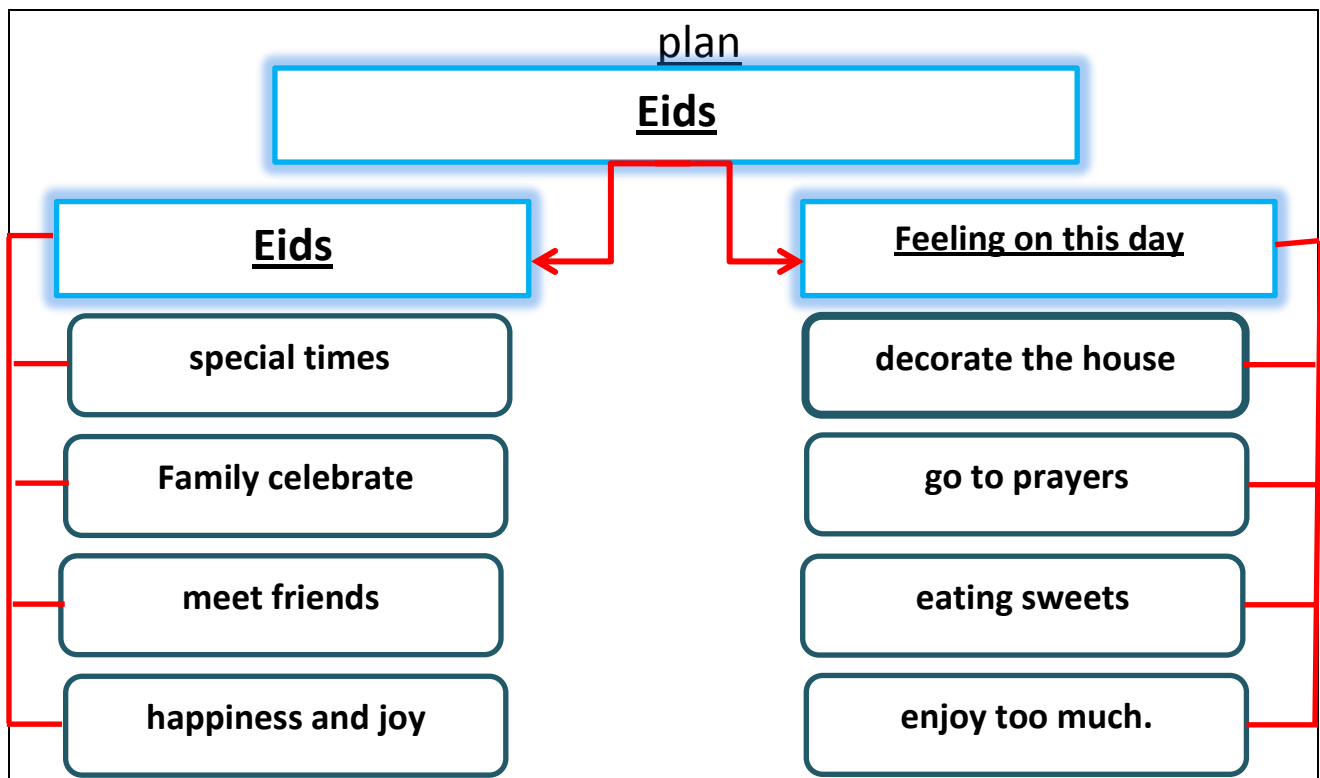 plan
Eids
Eids
special times
Family celebrate
meet friends
happiness and joy
Feeling on this day
decorate the house
go to prayers
eating sweets
enjoy too much.